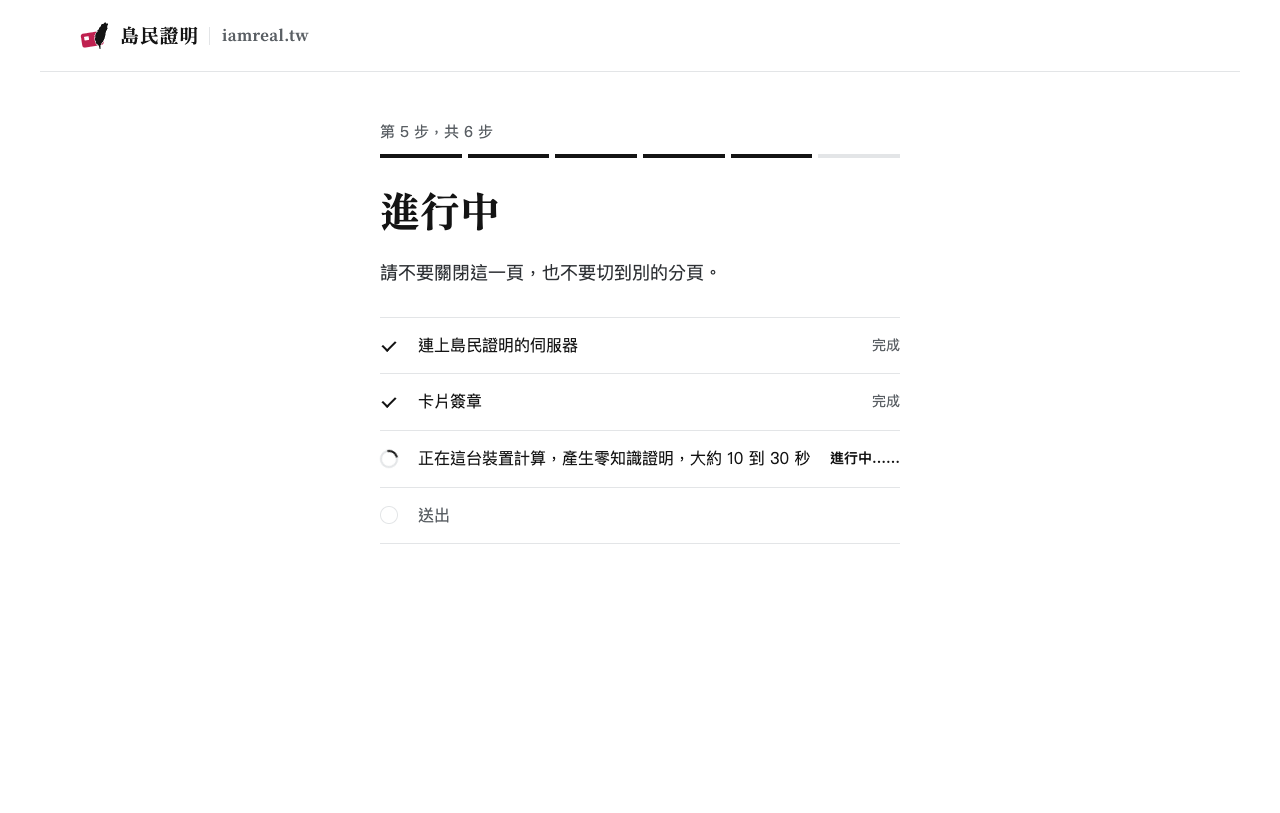 島民證明 iamreal.tw
第 5 步，共 6 步
進行中
請不要關閉這一頁，也不要切到別的分頁。
連上島民證明的伺服器 完成
卡片簽章 完成
正在這台裝置計算，產生零知識證明，大約 10 到 30 秒 進行中……
送出